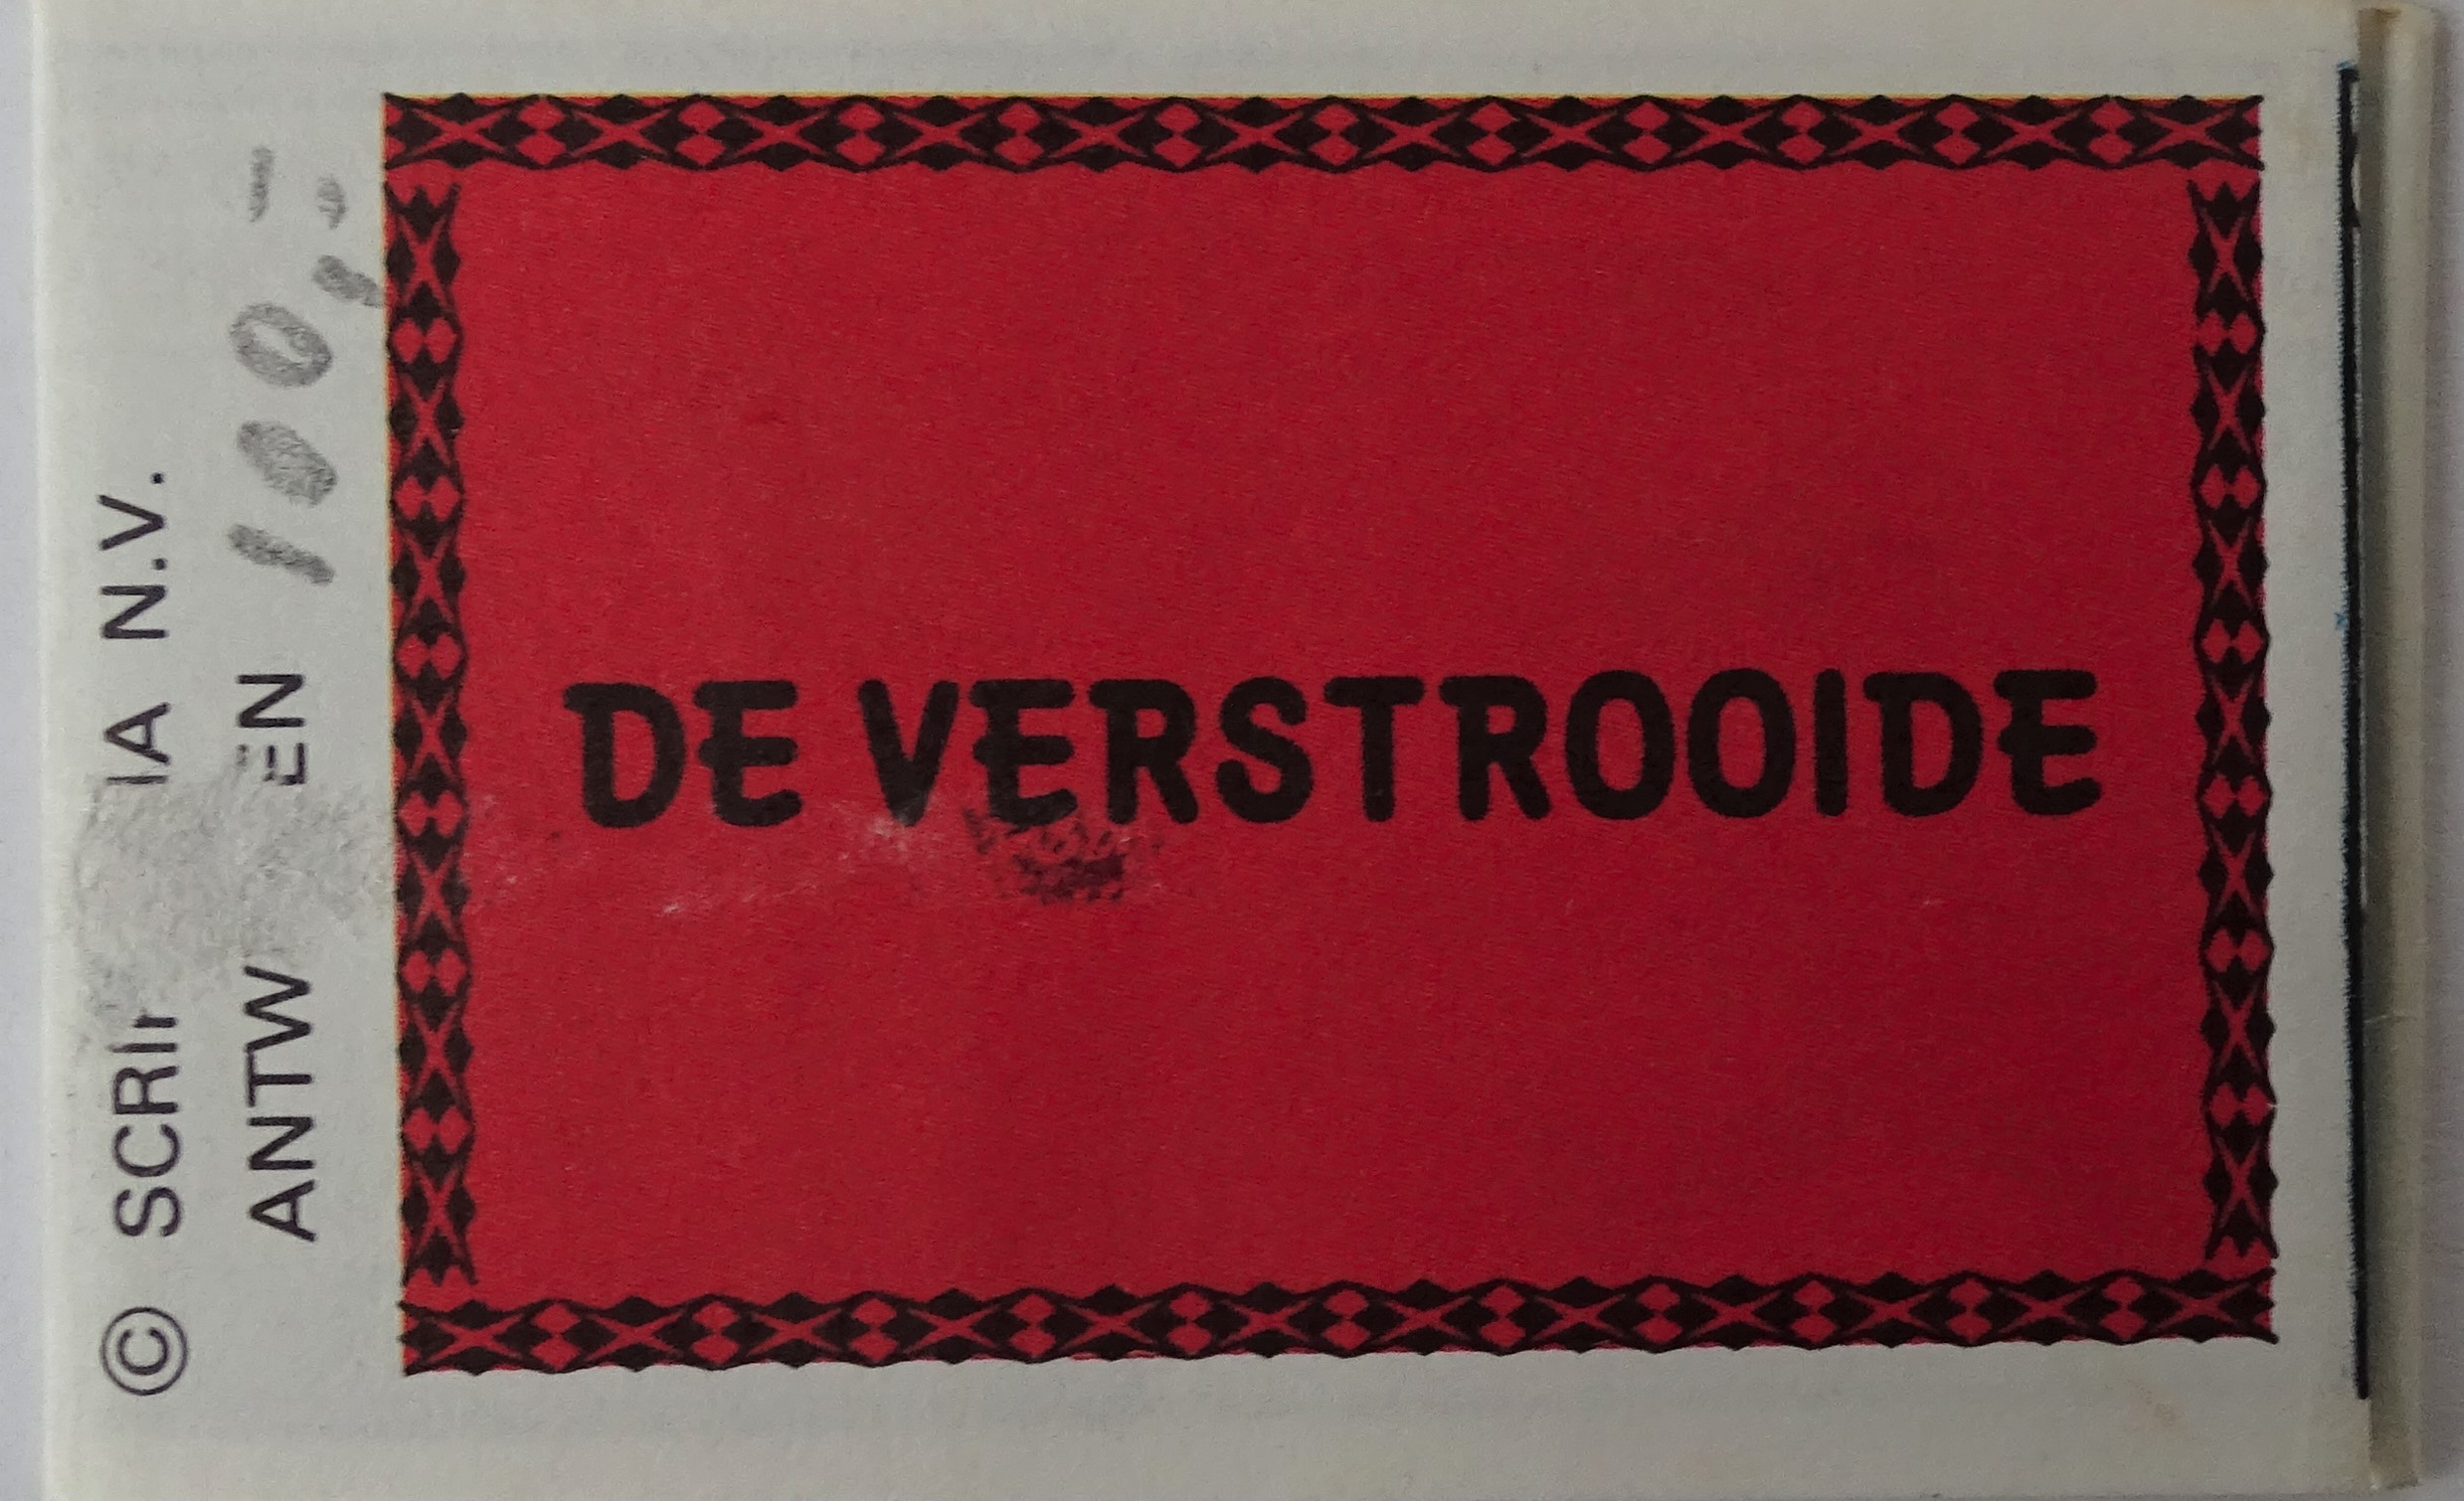 DE VERSTROOIDE
© SCRI IA N.V.
ANTW EN
100,-